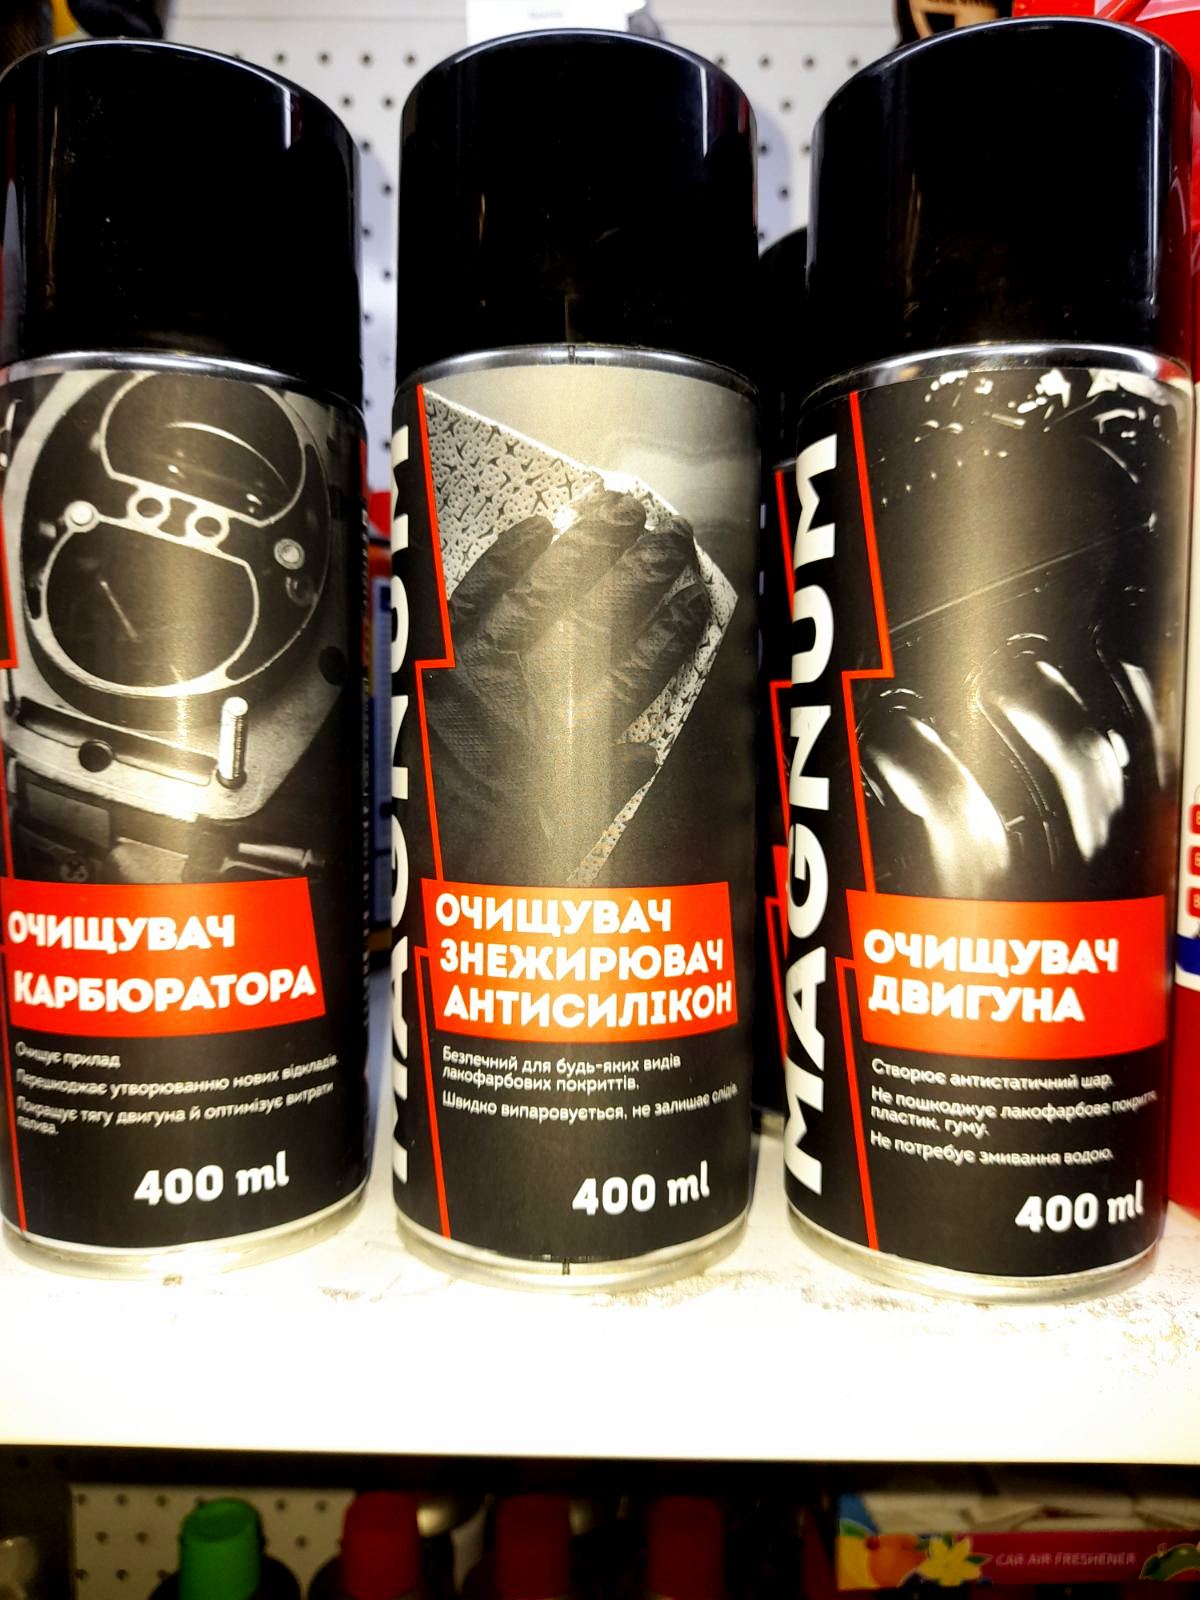 ОЧИЩУВАЧ
КАРБЮРАТОРА
Очищує прилад
Перешкоджає утворюванню нових відкладів.
Покращує тягу двигуна й оптимізує витрати
палива.
400 ml
MAGNUM
ОЧИЩУВАЧ
ЗНЕЖИРЮВАЧ
АНТИСИЛІКОН
Безпечний для будь-яких видів
лакофарбових покриттів.
Швидко випаровується, не залишає слідів.
400 ml
MAGNUM
ОЧИЩУВАЧ
ДВИГУНА
Створює антистатичний шар.
Не пошкоджує лакофарбове покриття,
пластик, гуму.
Не потребує змивання водою.
400 ml
CAR AIR FRESHENER